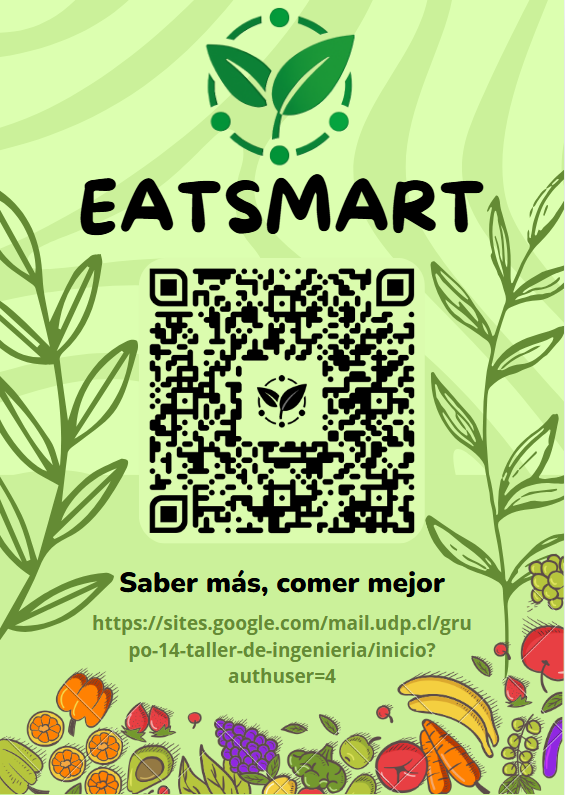 EATSMART
Saber más, comer mejor
https://sites.google.com/mail.udp.cl/gru
po-14-taller-de-ingenieria/inicio?
authuser=4